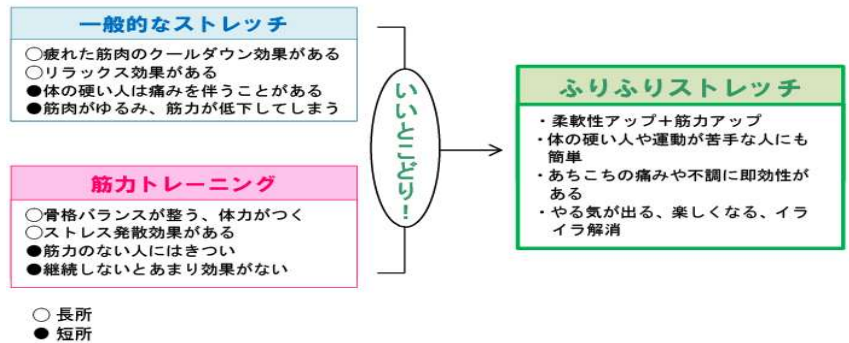 一般的なストレッチ
○疲れた筋肉のクールダウン効果がある
○リラックス効果がある
●体の硬い人は痛みを伴うことがある
●筋肉がゆるみ、筋力が低下してしまう
筋力トレーニング
○骨格バランスが整う、体力がつく
○ストレス発散効果がある
●筋力のない人にはきつい
●継続しないとあまり効果がない
いいとこどり!
ふりふりストレッチ
・柔軟性アップ+筋力アップ
・体の硬い人や運動が苦手な人にも
簡単
・あちこちの痛みや不調に即効性が
ある
・やる気が出る、楽しくなる、イラ
イラ解消
○ 長所
● 短所